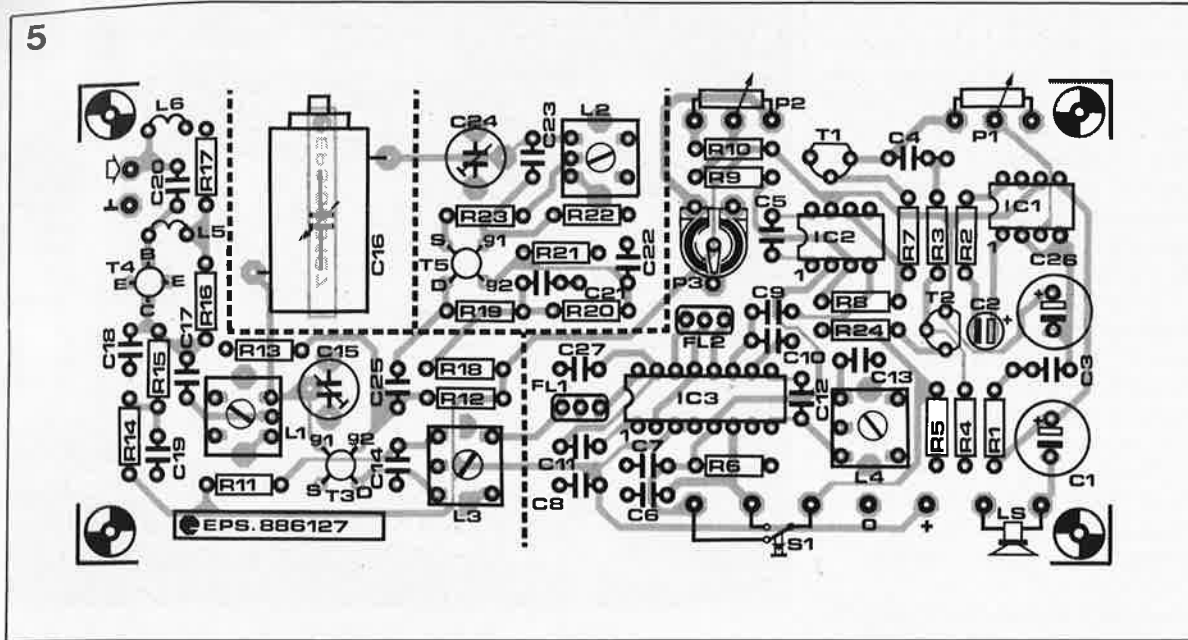 5
L6
C20
R17
L5
B
T4
E
E
C
C18
C17
R16
R15
R14
C19
R13
C15
L1
R11
g1
g2
S
T3
D
C14
C25
R18
R12
L3
EPS.886127
C16
C24
C23
L2
R23
R22
S
g1
T5
D
g2
R21
C22
C21
R19
R20
P2
R10
R9
P3
C5
T1
C4
P1
IC2
1
R7
R3
R2
IC1
1
C26
+
FL2
C9
R8
R24
T2
C2
+
C10
C27
FL1
IC3
1
C12
C13
C3
C11
C7
C8
C6
R6
L4
R5
R4
R1
+
C1
S1
0
+
LS